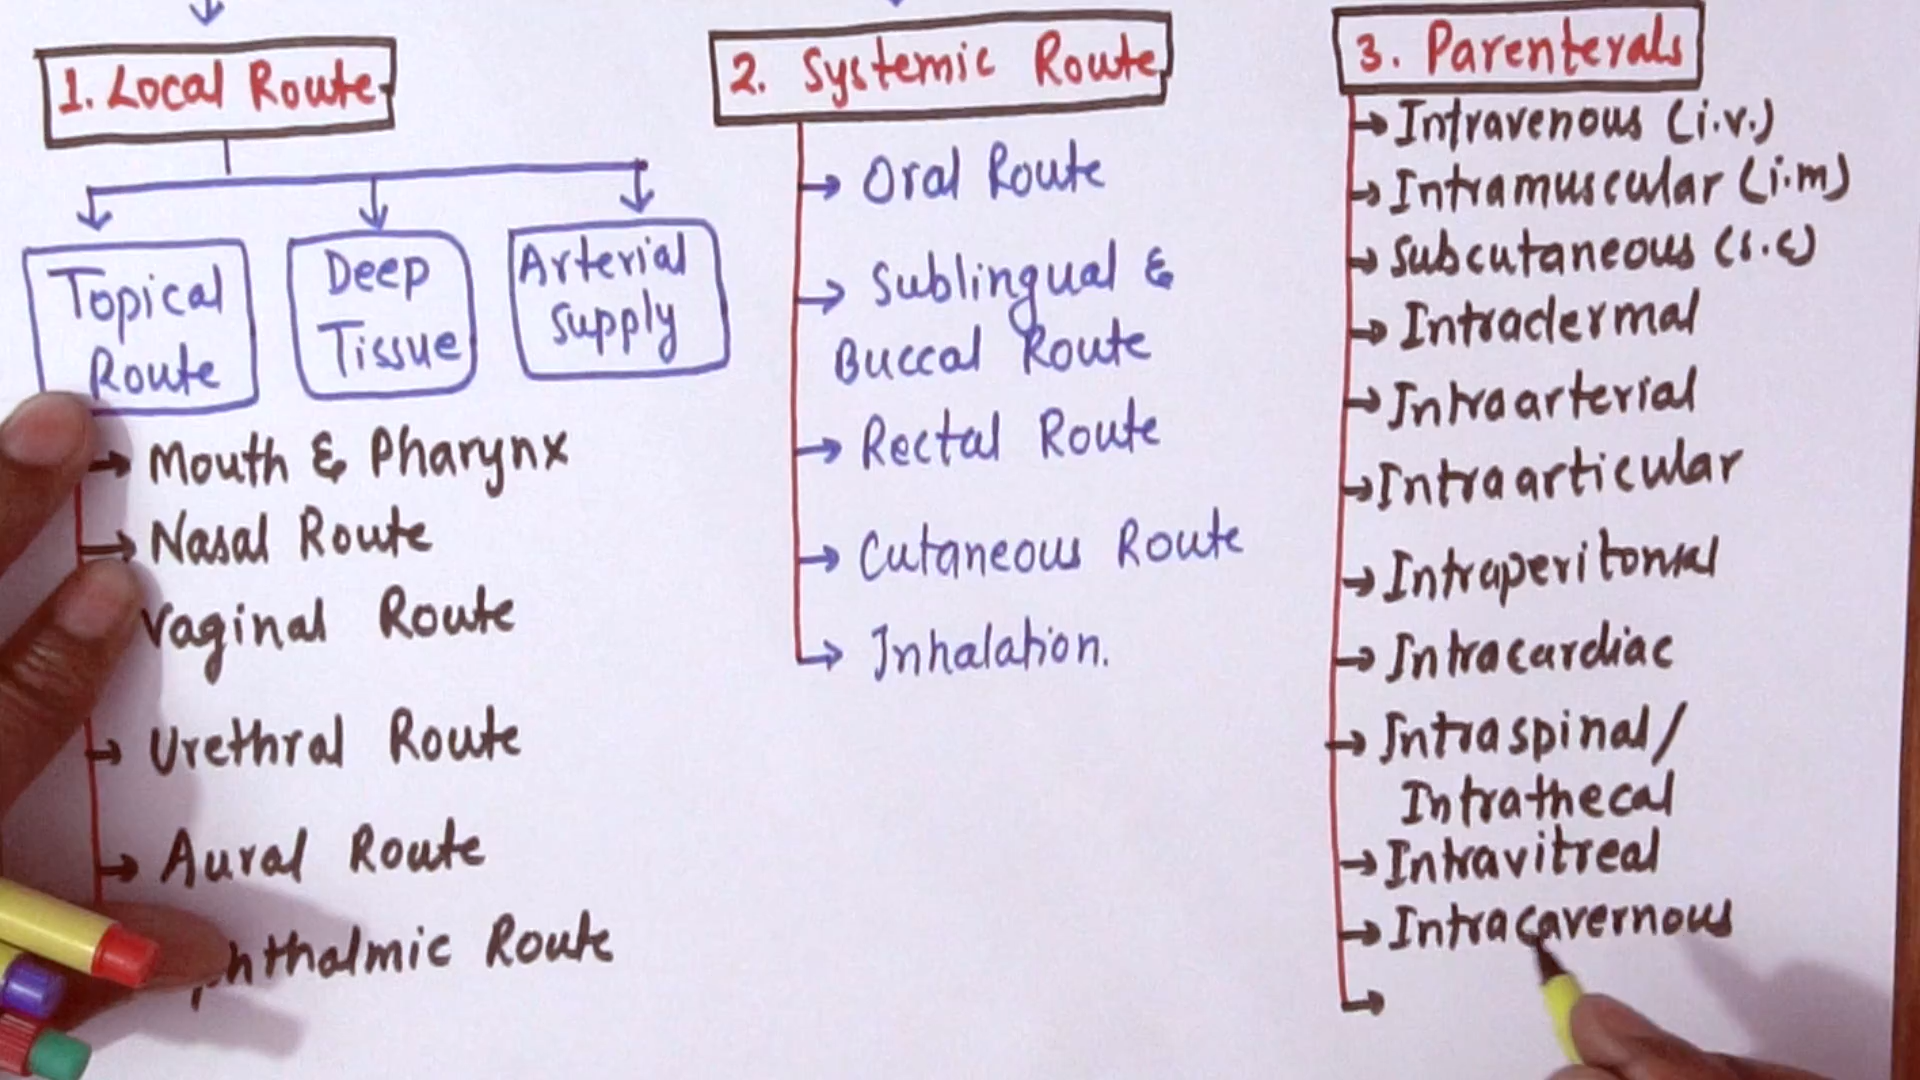 1. Local Route
Topical
Route
Deep
Tissue
Arterial
Supply
Mouth & Pharynx
Nasal Route
Vaginal Route
Urethral Route
Aural Route
Route
2. Systemic Route
Oral Route
Sublingual &
Buccal Route
Rectal Route
Cutaneous Route
Inhalation.
3. Parenterals
Intravenous (i.v.)
Intramuscular (i.m)
Subcutaneous (s.c)
Intradermal
Intraarterial
Intraarticular
Intraperitonial
Intracardiac
Intraspinal/
Intrathecal
Intravitreal
Intracavernous